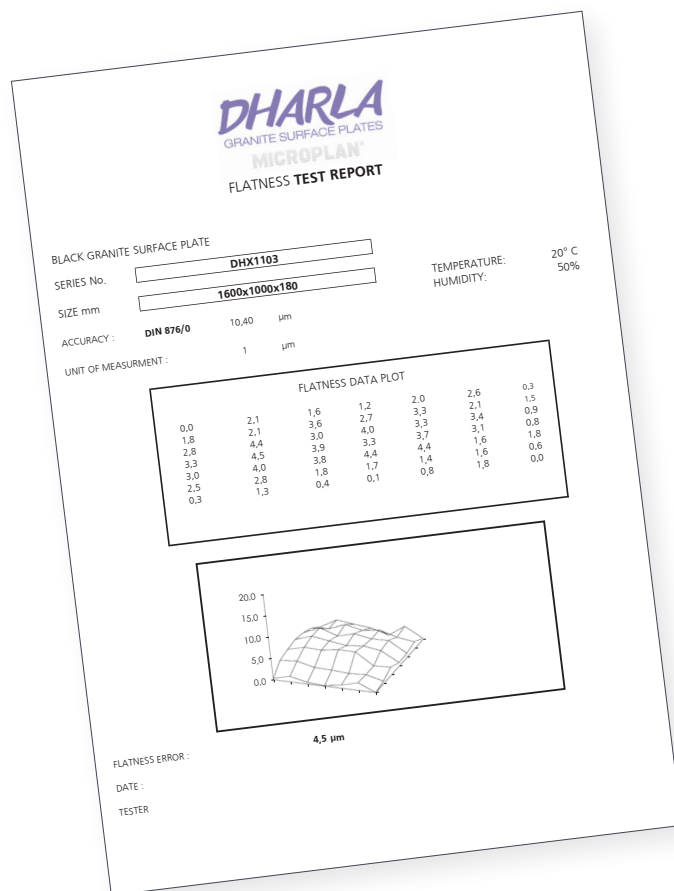 DHARLA
GRANITE SURFACE PLATES
MICROPLAN®
FLATNESS TEST REPORT
BLACK GRANITE SURFACE PLATE
SERIES No. DHX1103
TEMPERATURE: 20° C
SIZE mm 1600x1000x180
HUMIDITY: 50%
ACCURACY : DIN 876/0 10,40 µm
UNIT OF MEASURMENT : 1 µm
FLATNESS DATA PLOT
0,0 2,1 1,6 1,2 2.0 2,6 0,3
1,8 2,1 3,6 2,7 3,3 2,1 1,5
2,8 4,4 3,0 4,0 3,3 3,4 0,9
3,3 4,5 3,9 3,3 3,7 3,1 0,8
3,0 4,0 3,8 4,4 4,4 1,6 1,8
2,5 2,8 1,8 1,7 1,4 1,6 0,6
0,3 1,3 0,4 0,1 0,8 1,8 0,0
20,0
15,0
10,0
5,0
0,0
FLATNESS ERROR : 4,5 µm
DATE :
TESTER